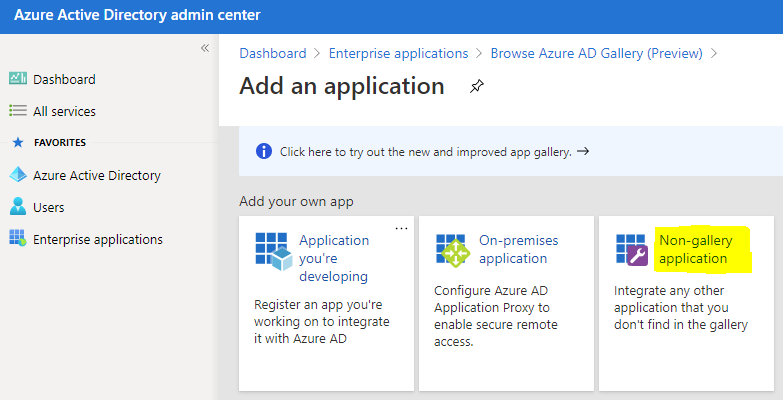 Azure Active Directory admin center
«
Dashboard
All services
FAVORITES
Azure Active Directory
Users
Enterprise applications
Dashboard > Enterprise applications > Browse Azure AD Gallery (Preview) >
Add an application
Click here to try out the new and improved app gallery. →
Add your own app
...
Application
you're
developing
Register an app you're
working on to integrate
it with Azure AD
On-premises
application
Configure Azure AD
Application Proxy to
enable secure remote
access.
Non-gallery
application
Integrate any other
application that you
don't find in the gallery